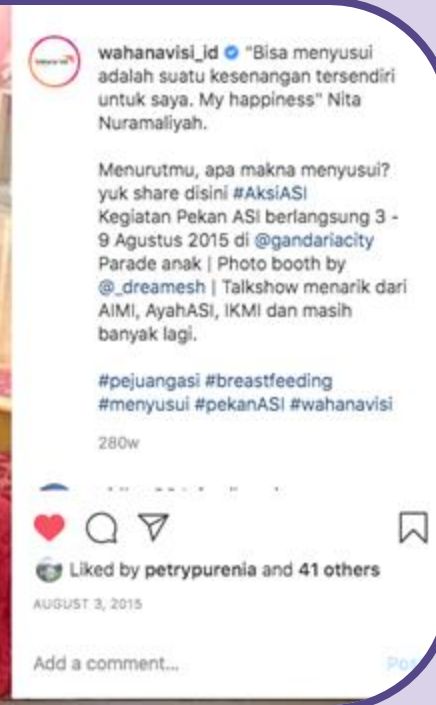 wahanavisi_id "Bisa menyusui
adalah suatu kesenangan tersendiri
untuk saya. My happiness" Nita
Nuramaliyah.
Menurutmu, apa makna menyusui?
yuk share disini #AksiASI
Kegiatan Pekan ASI berlangsung 3 -
9 Agustus 2015 di @gandariacity
Parade anak | Photo booth by
@_dreamesh | Talkshow menarik dari
AIMI, AyahASI, IKMI dan masih
banyak lagi.
#pejuangasi #breastfeeding
#menyusui #pekanASI #wahanavisi
280w
Liked by petrypurenia and 41 others
AUGUST 3, 2015
Add a comment...